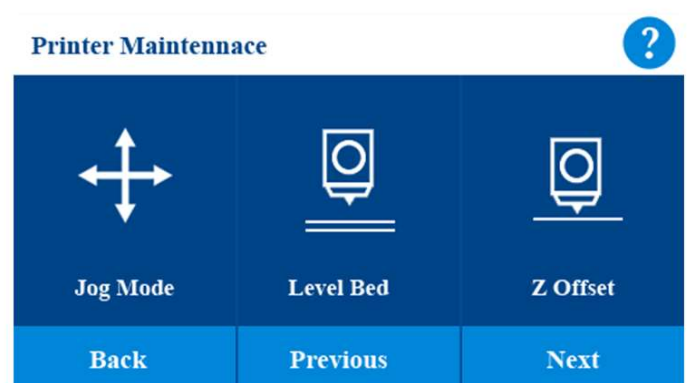 Printer Maintennace ?
Jog Mode Level Bed Z Offset
Back Previous Next